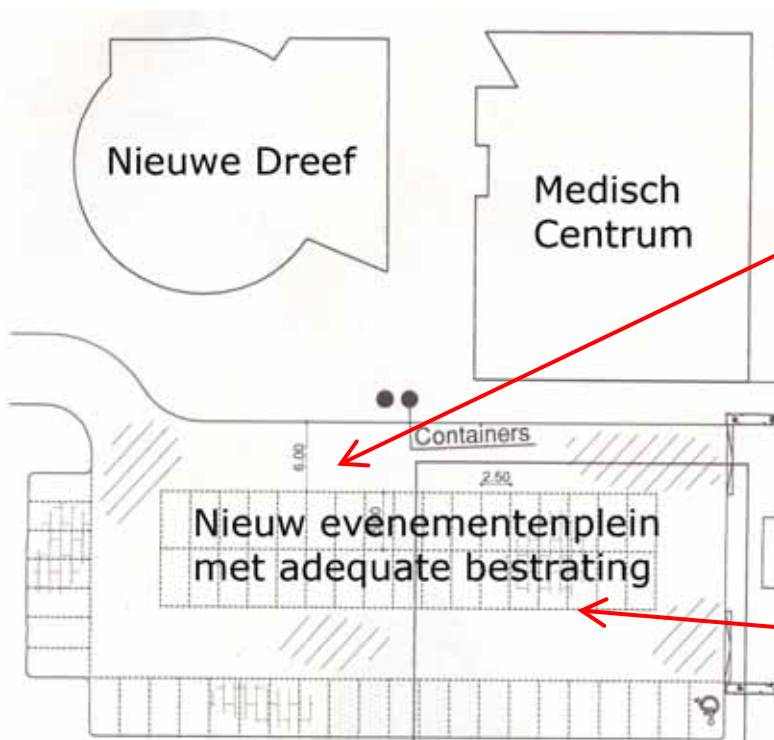 Nieuwe Dreef
Medisch
Centrum
Containers
6.00
2.50
Nieuw evenementenplein
met adequate bestrating